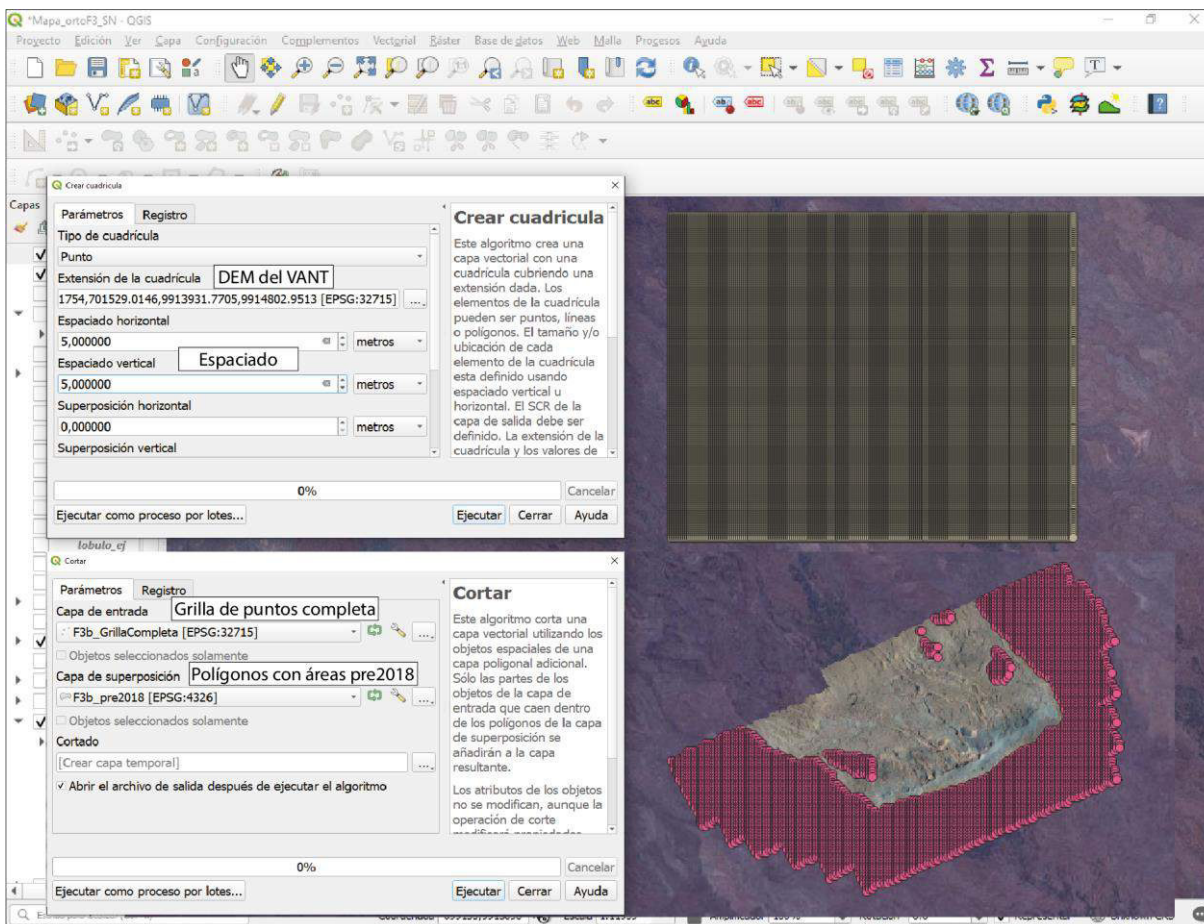 *Mapa_ortoF3_SN - QGIS
Proyecto Edición Ver Capa Configuración Complementos Vectorial Ráster Base de datos Web Malla Procesos Ayuda
Crear cuadrícula
Parámetros Registro
Tipo de cuadrícula
Punto
Extensión de la cuadrícula DEM del VANT
1754,701529.0146,9913931.7705,9914802.9513 [EPSG:32715] ...
Espaciado horizontal
5,000000 metros
Espaciado vertical Espaciado
5,000000 metros
Superposición horizontal
0,000000 metros
Superposición vertical
Crear cuadricula
Este algoritmo crea una
capa vectorial con una
cuadrícula cubriendo una
extensión dada. Los
elementos de la cuadrícula
pueden ser puntos, líneas
o polígonos. El tamaño y/o
ubicación de cada
elemento de la cuadrícula
esta definido usando
espaciado vertical u
horizontal. El SCR de la
capa de salida debe ser
definido. La extensión de la
cuadrícula y los valores de
0% Cancelar
Ejecutar como proceso por lotes... Ejecutar Cerrar Ayuda
Capas
lobulo_ej
Cortar
Parámetros Registro
Capa de entrada Grilla de puntos completa
F3b_GrillaCompleta [EPSG:32715] ...
Objetos seleccionados solamente
Capa de superposición Polígonos con áreas pre2018
F3b_pre2018 [EPSG:4326] ...
Objetos seleccionados solamente
Cortado
[Crear capa temporal] ...
Abrir el archivo de salida después de ejecutar el algoritmo
Cortar
Este algoritmo corta una
capa vectorial utilizando los
objetos espaciales de una
capa poligonal adicional.
Sólo las partes de los
objetos de la capa de
entrada que caen dentro
de los polígonos de la capa
de superposición se
añadirán a la capa
resultante.
Los atributos de los objetos
no se modifican, aunque la
operación de corte
0% Cancelar
Ejecutar como proceso por lotes... Ejecutar Cerrar Ayuda